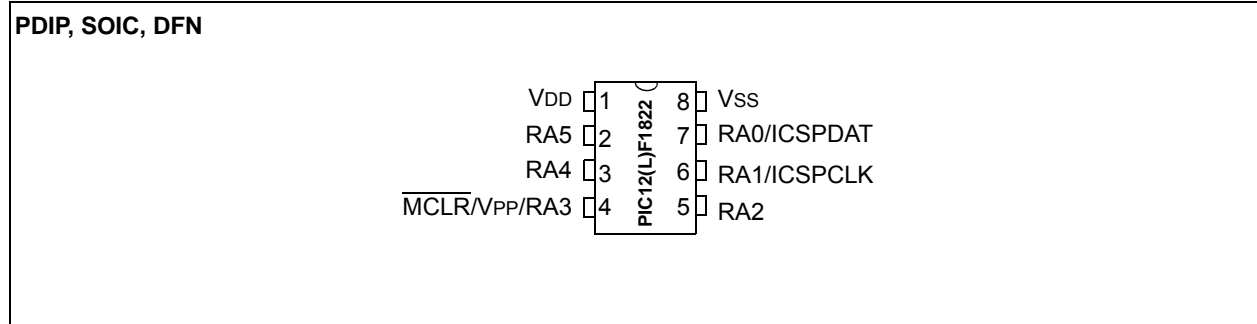 PDIP, SOIC, DFN
VDD 1 8 VSS
RA5 2 7 RA0/ICSPDAT
RA4 3 6 RA1/ICSPCLK
MCLR/VPP/RA3 4 5 RA2
PIC12(L)F1822